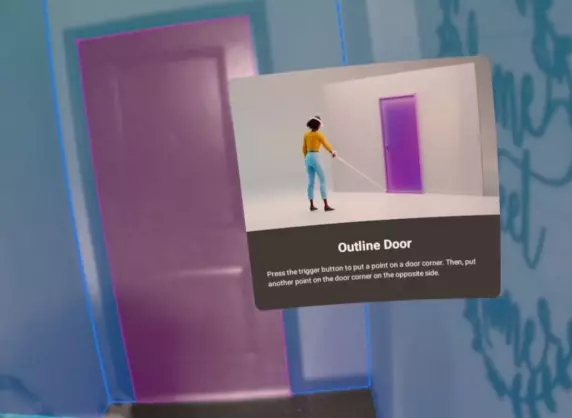 Outline Door
Press the trigger button to put a point on a door corner. Then, put
another point on the door corner on the opposite side.